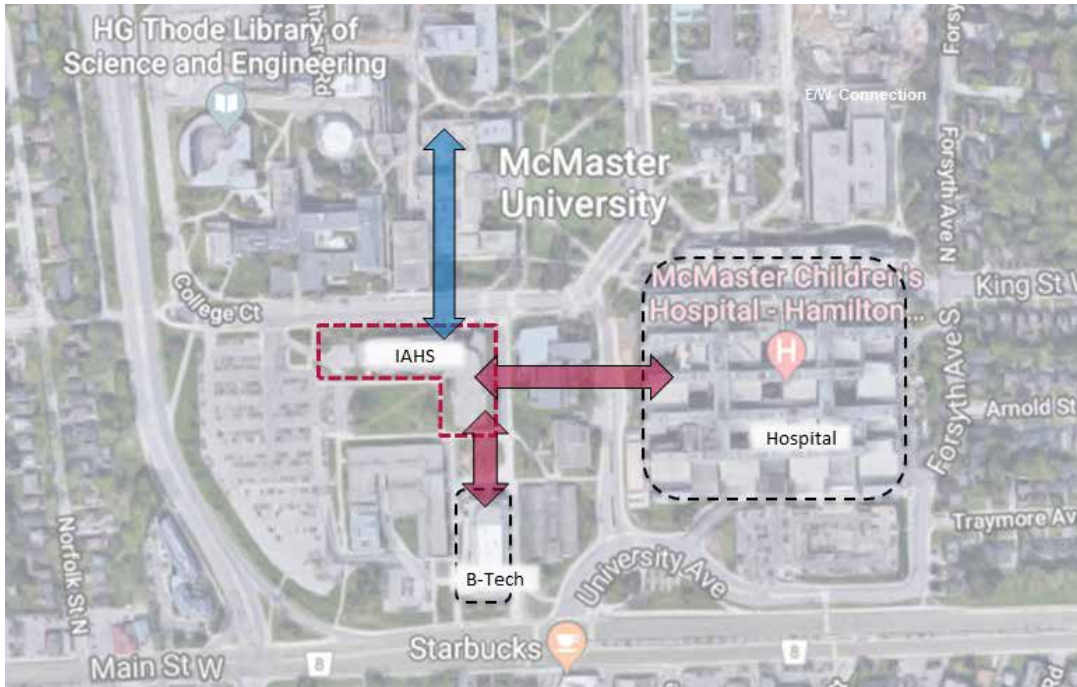 HG Thode Library of
Science and Engineering
E/W Connection
Forsyth Ave N
McMaster
University
College Ct
McMaster Children's
Hospital - Hamilton...
King St W
IAHS
H
Forsyth Ave S
Arnold St
Hospital
Traymore Av
Norfolk St N
B-Tech
University Ave
Starbucks
Main St W
8
8
Rd